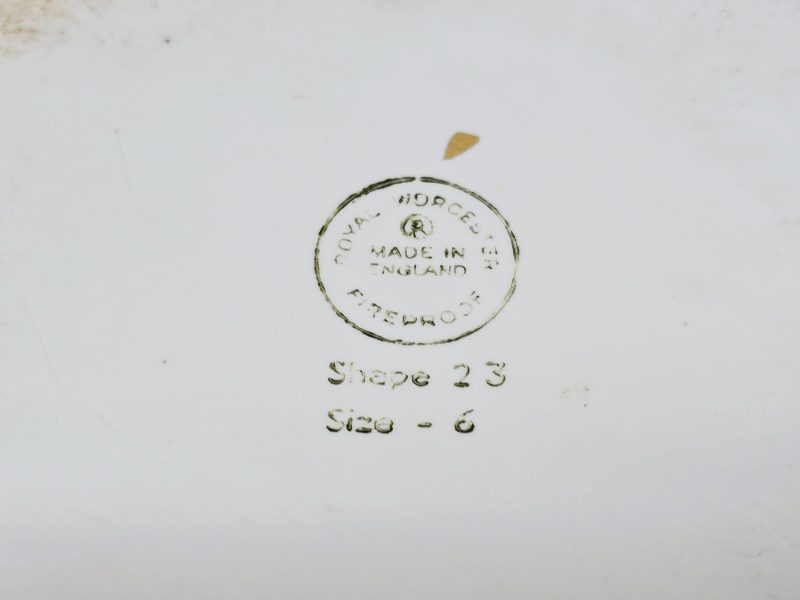 ROYAL WORCESTER
®
MADE IN
ENGLAND
FIREPROOF
Shape 23
Size - 6